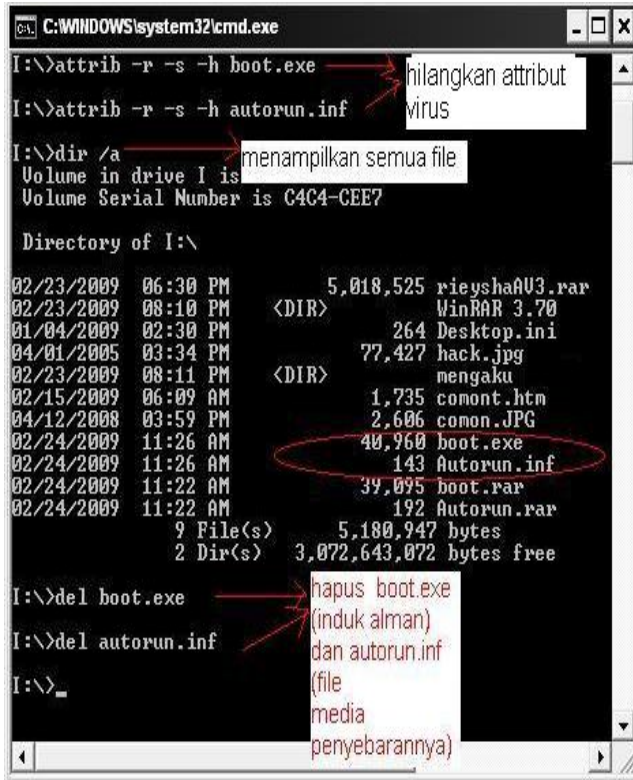 C:\WINDOWS\system32\cmd.exe
I:\>attrib -r -s -h boot.exe
hilangkan attribut
virus
I:\>attrib -r -s -h autorun.inf
I:\>dir /a
menampilkan semua file
Volume in drive I is
Volume Serial Number is C4C4-CEE7
Directory of I:\
02/23/2009 06:30 PM 5,018,525 rieyshaAV3.rar
02/23/2009 08:10 PM <DIR> WinRAR 3.70
01/04/2009 02:30 PM 264 Desktop.ini
04/01/2005 03:34 PM 77,427 hack.jpg
02/23/2009 08:11 PM <DIR> mengaku
02/15/2009 06:09 AM 1,735 comont.htm
04/12/2008 03:59 PM 2,606 comon.JPG
02/24/2009 11:26 AM 40,960 boot.exe
02/24/2009 11:26 AM 143 Autorun.inf
02/24/2009 11:22 AM 39,095 boot.rar
02/24/2009 11:22 AM 192 Autorun.rar
9 File(s) 5,180,947 bytes
2 Dir(s) 3,072,643,072 bytes free
I:\>del boot.exe
I:\>del autorun.inf
I:\>_
hapus boot.exe
(induk alman)
dan autorun.inf
(file
media
penyebarannya)